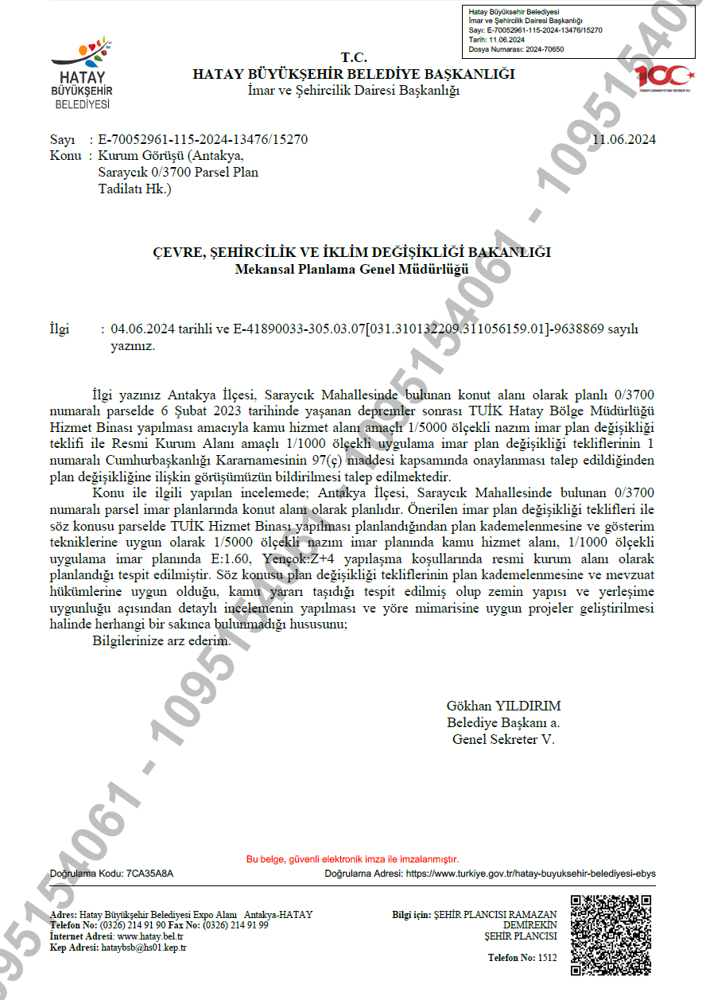 Hatay Büyükşehir Belediyesi
İmar ve Şehircilik Dairesi Başkanlığı
Sayı: E-70052961-115-2024-13476/15270
Tarih: 11.06.2024
Dosya Numarası: 2024-70650
HATAY
BÜYÜKŞEHİR
BELEDİYESİ
T.C.
HATAY BÜYÜKŞEHİR BELEDİYE BAŞKANLIĞI
İmar ve Şehircilik Dairesi Başkanlığı
100
TÜRKİYE CUMHURİYETİ'NİN YÜZÜNCÜ YILI
Sayı : E-70052961-115-2024-13476/15270 11.06.2024
Konu : Kurum Görüşü (Antakya,
Saraycık 0/3700 Parsel Plan
Tadilatı Hk.)
ÇEVRE, ŞEHİRCİLİK VE İKLİM DEĞİŞİKLİĞİ BAKANLIĞI
Mekansal Planlama Genel Müdürlüğü
İlgi : 04.06.2024 tarihli ve E-41890033-305.03.07[031.310132209.311056159.01]-9638869 sayılı
yazınız.
İlgi yazınız Antakya İlçesi, Saraycık Mahallesinde bulunan konut alanı olarak planlı 0/3700
numaralı parselde 6 Şubat 2023 tarihinde yaşanan depremler sonrası TUİK Hatay Bölge Müdürlüğü
Hizmet Binası yapılması amacıyla kamu hizmet alanı amaçlı 1/5000 ölçekli nazım imar plan değişikliği
teklifi ile Resmi Kurum Alanı amaçlı 1/1000 ölçekli uygulama imar plan değişikliği tekliflerinin 1
numaralı Cumhurbaşkanlığı Kararnamesinin 97(ç) maddesi kapsamında onaylanması talep edildiğinden
plan değişikliğine ilişkin görüşümüzün bildirilmesi talep edilmektedir.
Konu ile ilgili yapılan incelemede; Antakya İlçesi, Saraycık Mahallesinde bulunan 0/3700
numaralı parsel imar planlarında konut alanı olarak planlıdır. Önerilen imar plan değişikliği teklifleri ile
söz konusu parselde TUİK Hizmet Binası yapılması planlandığından plan kademelenmesine ve gösterim
tekniklerine uygun olarak 1/5000 ölçekli nazım imar planında kamu hizmet alanı, 1/1000 ölçekli
uygulama imar planında E:1.60, Yençok:Z+4 yapılaşma koşullarında resmi kurum alanı olarak
planlandığı tespit edilmiştir. Söz konusu plan değişikliği tekliflerinin plan kademelenmesine ve mevzuat
hükümlerine uygun olduğu, kamu yararı taşıdığı tespit edilmiş olup zemin yapısı ve yerleşime
uygunluğu açısından detaylı incelemenin yapılması ve yöre mimarisine uygun projeler geliştirilmesi
halinde herhangi bir sakınca bulunmadığı hususunu;
Bilgilerinize arz ederim.
Gökhan YILDIRIM
Belediye Başkanı a.
Genel Sekreter V.
1095154061 - 1095154061 - 1095154061 - 1095154061 - 1095154061
Bu belge, güvenli elektronik imza ile imzalanmıştır.
Doğrulama Kodu: 7CA35A8A Doğrulama Adresi: https://www.turkiye.gov.tr/hatay-buyuksehir-belediyesi-ebys
Adres: Hatay Büyükşehir Belediyesi Expo Alanı Antakya-HATAY
Telefon No: (0326) 214 91 90 Fax No: (0326) 214 91 99
İnternet Adresi: www.hatay.bel.tr
Kep Adresi: hataybsb@hs01.kep.tr
Bilgi için: ŞEHİR PLANCISI RAMAZAN
DEMİREKİN
ŞEHİR PLANCISI
Telefon No: 1512